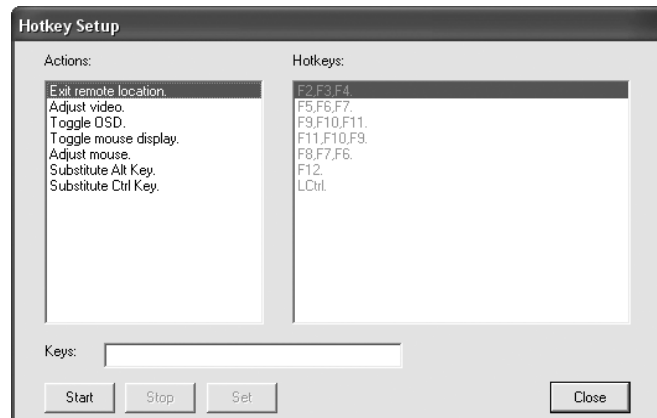 Hotkey Setup
Actions:
Hotkeys:
Exit remote location.
F2,F3,F4.
Adjust video.
F5,F6,F7.
Toggle OSD.
F9,F10,F11.
Toggle mouse display.
F11,F10,F9.
Adjust mouse.
F8,F7,F6.
Substitute Alt Key.
F12.
Substitute Ctrl Key.
LCtrl.
Keys:
Start
Stop
Set
Close